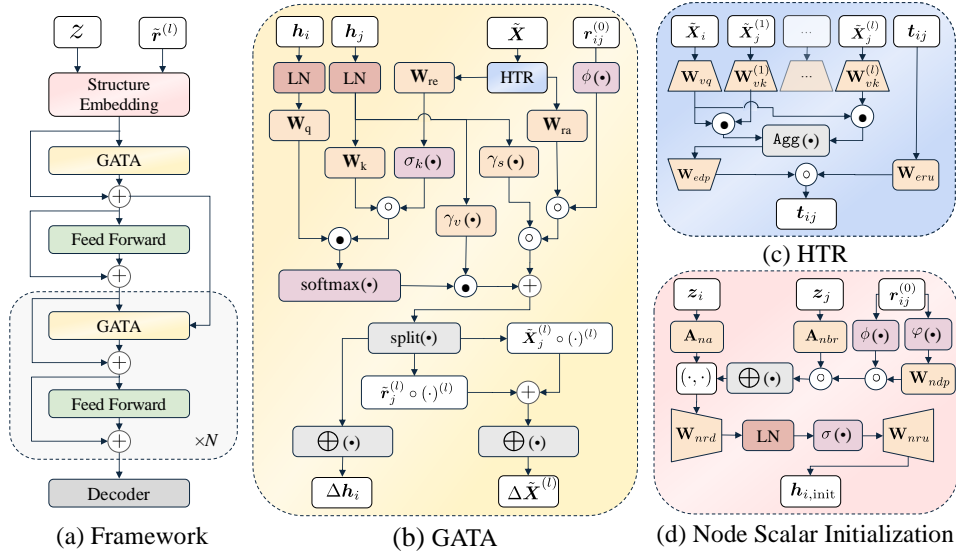 z
r̃^(l)
Structure
Embedding
GATA
+
Feed Forward
+
GATA
+
Feed Forward
+
×N
Decoder
(a) Framework
h_i
h_j
X̃
r_ij^(0)
LN
LN
W_re
HTR
ϕ(•)
W_q
W_ra
W_k
σ_k(•)
γ_s(•)
∘
∘
γ_v(•)
•
∘
softmax(•)
•
+
split(•)
X̃_j^(l) ∘ (·)^(l)
r̃_j^(l) ∘ (·)^(l)
+
⊕(•)
⊕(•)
Δh_i
ΔX̃^(l)
(b) GATA
X̃_i
X̃_j^(1)
...
X̃_j^(l)
t_ij
W_vq
W_vk^(1)
...
W_vk^(l)
•
•
Agg(•)
W_edp
∘
W_eru
t_ij
(c) HTR
z_i
z_j
r_ij^(0)
A_na
A_nbr
ϕ(•)
φ(•)
(·,·)
⊕(•)
∘
∘
W_ndp
W_nrd
LN
σ(•)
W_nru
h_i,init
(d) Node Scalar Initialization